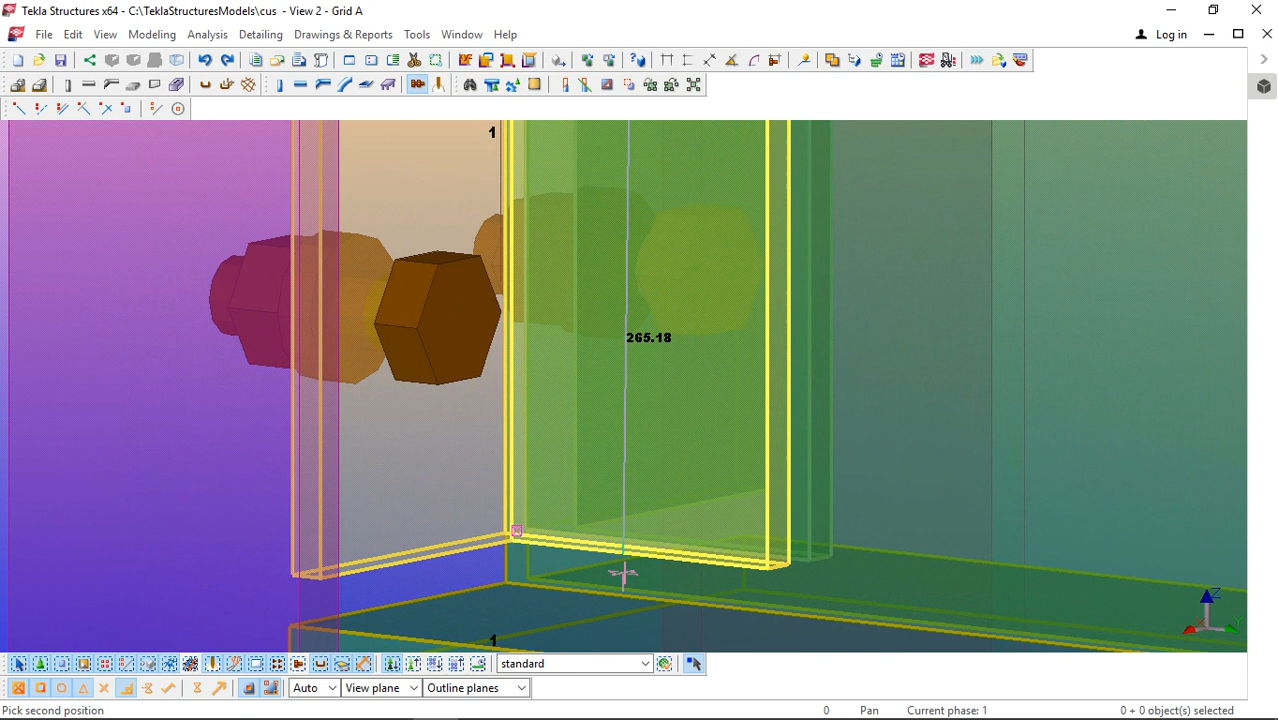 Tekla Structures x64 - C:\TeklaStructuresModels\cus - View 2 - Grid A
File Edit View Modeling Analysis Detailing Drawings & Reports Tools Window Help Log in
1
265.18
Z
1
standard
Auto View plane Outline planes
Pick second position 0 Pan Current phase: 1 0 + 0 object(s) selected